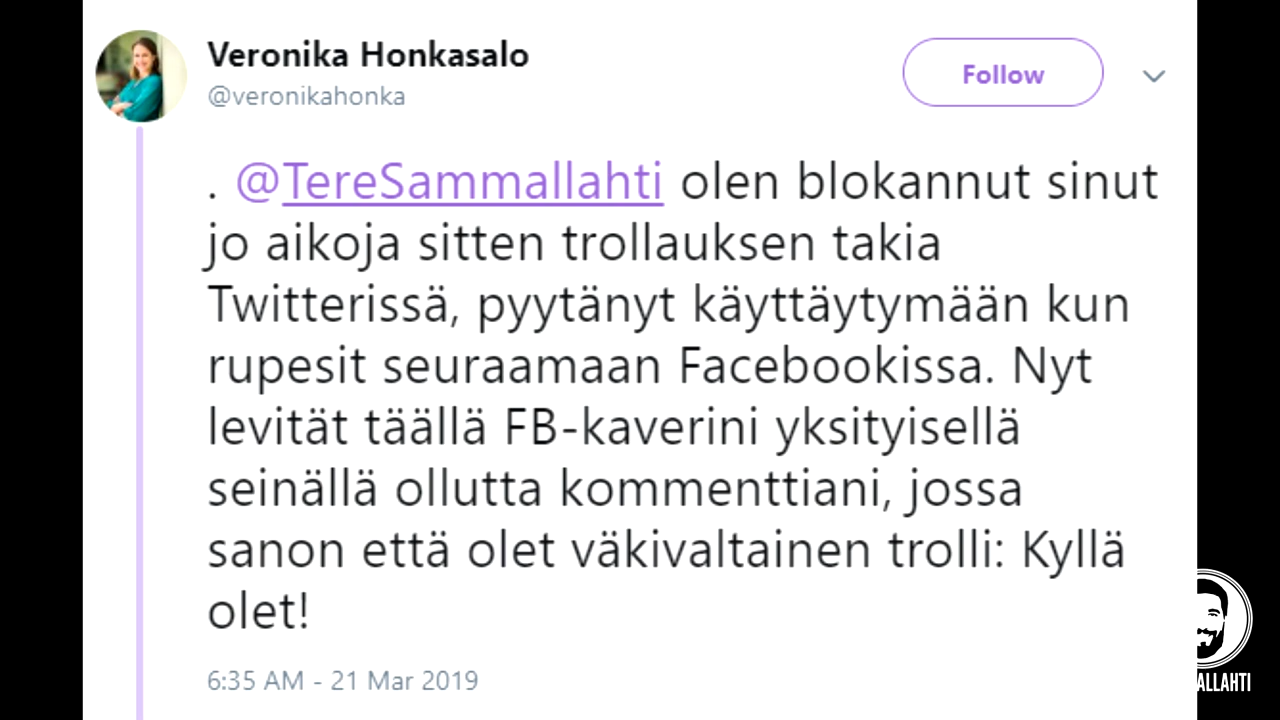 Veronika Honkasalo
@veronikahonka
Follow
. @TereSammallahti olen blokannut sinut
jo aikoja sitten trollauksen takia
Twitterissä, pyytänyt käyttäytymään kun
rupesit seuraamaan Facebookissa. Nyt
levität täällä FB-kaverini yksityisellä
seinällä ollutta kommenttiani, jossa
sanon että olet väkivaltainen trolli: Kyllä
olet!
6:35 AM - 21 Mar 2019
ALLAHTI